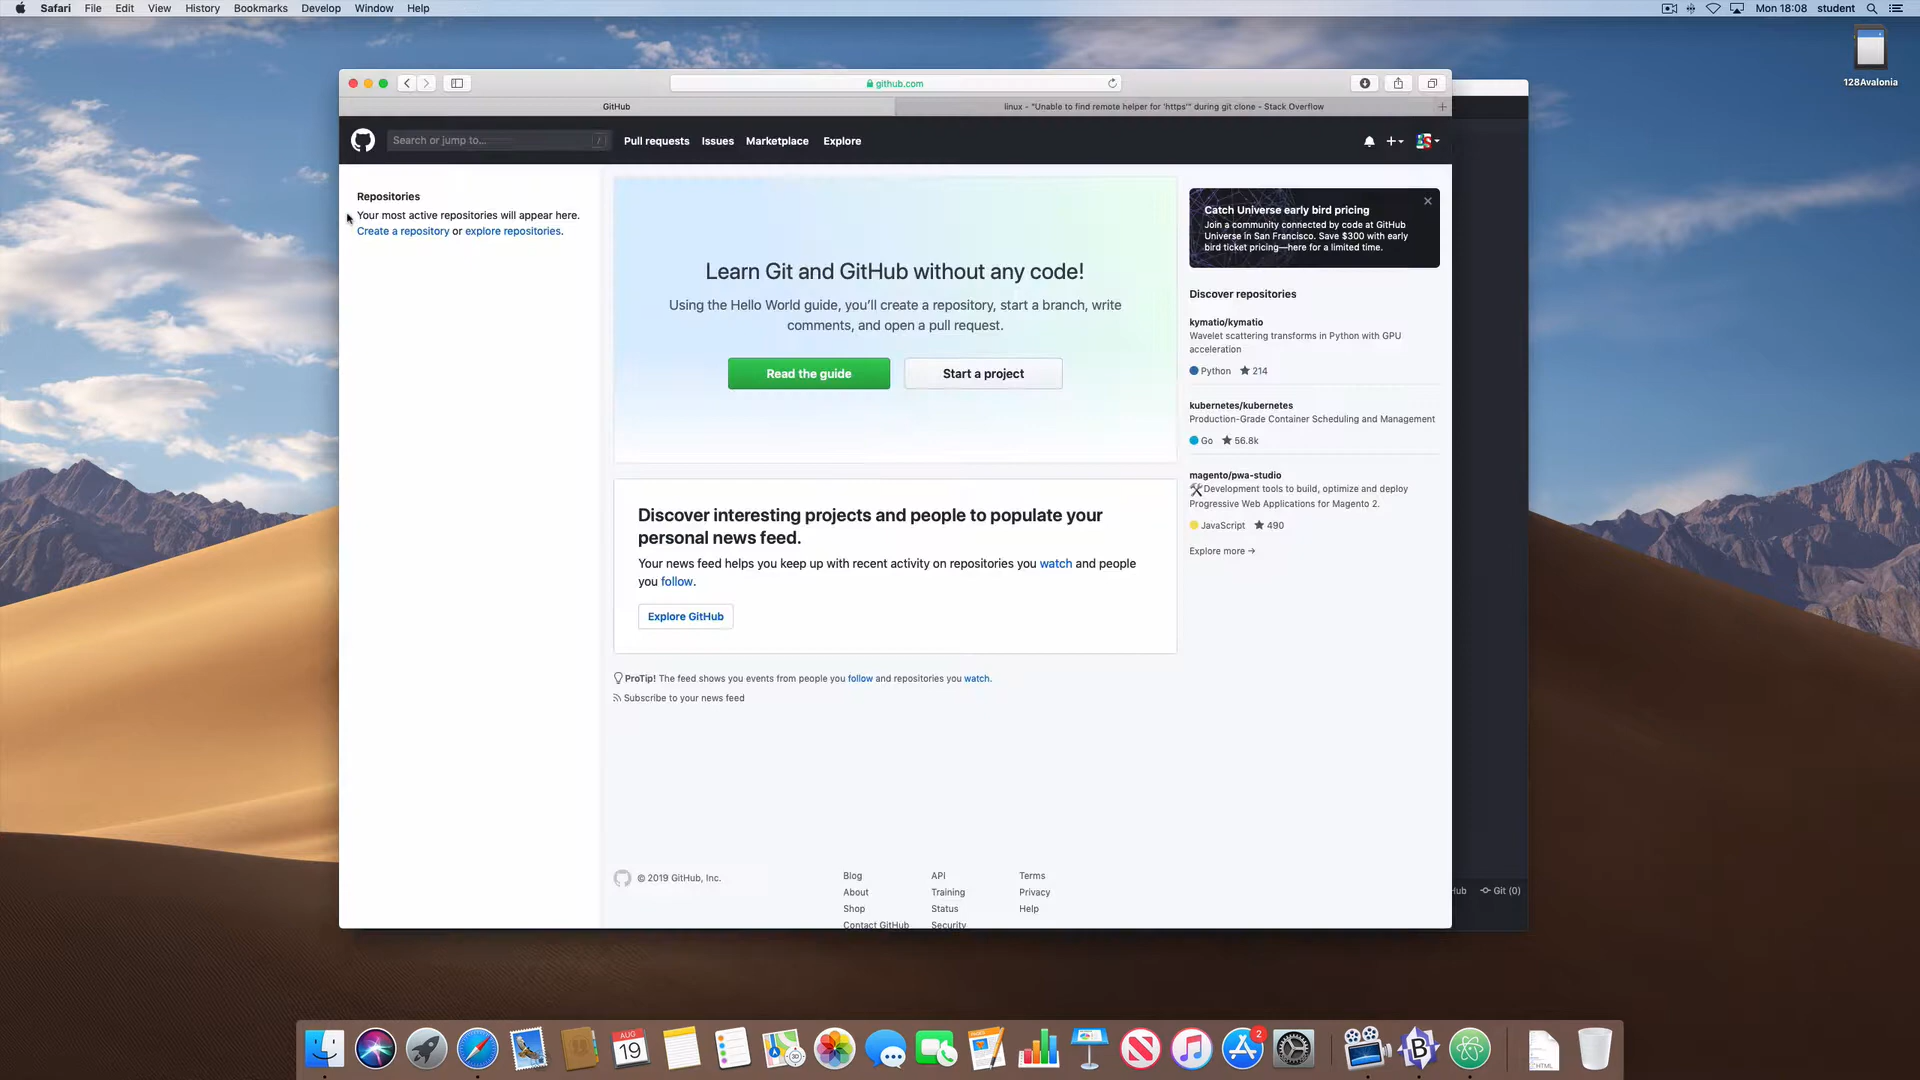 Safari File Edit View History Bookmarks Develop Window Help
Mon 18:08 student
128Avalonia
github.com
GitHub
linux - "Unable to find remote helper for 'https'" during git clone - Stack Overflow
Search or jump to... /
Pull requests Issues Marketplace Explore
Repositories
Your most active repositories will appear here.
Create a repository or explore repositories.
Learn Git and GitHub without any code!
Using the Hello World guide, you'll create a repository, start a branch, write
comments, and open a pull request.
Read the guide
Start a project
Discover interesting projects and people to populate your
personal news feed.
Your news feed helps you keep up with recent activity on repositories you watch and people
you follow.
Explore GitHub
ProTip! The feed shows you events from people you follow and repositories you watch.
Subscribe to your news feed
Catch Universe early bird pricing
Join a community connected by code at GitHub
Universe in San Francisco. Save $300 with early
bird ticket pricing—here for a limited time.
Discover repositories
kymatio/kymatio
Wavelet scattering transforms in Python with GPU
acceleration
Python 214
kubernetes/kubernetes
Production-Grade Container Scheduling and Management
Go 56.8k
magento/pwa-studio
Development tools to build, optimize and deploy
Progressive Web Applications for Magento 2.
JavaScript 490
Explore more →
© 2019 GitHub, Inc.
Blog
About
Shop
Contact GitHub
API
Training
Status
Security
Terms
Privacy
Help
Hub Git (0)
AUG
19
2
HTML